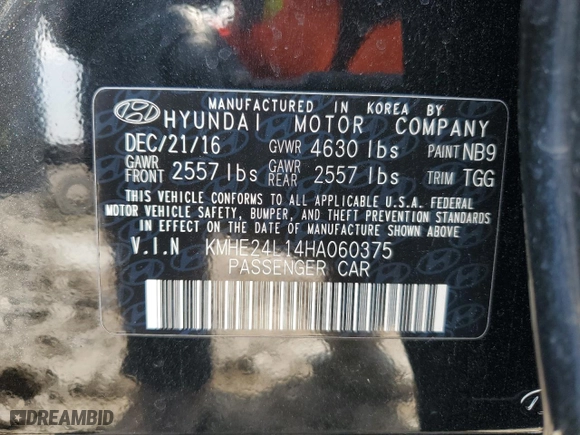 MANUFACTURED IN KOREA BY
HYUNDAI MOTOR COMPANY
DEC/21/16 GVWR 4630 lbs PAINT NB9
GAWR FRONT 2557 lbs GAWR REAR 2557 lbs TRIM TGG
THIS VEHICLE CONFORMS TO ALL APPLICABLE U.S.A. FEDERAL
MOTOR VEHICLE SAFETY, BUMPER, AND THEFT PREVENTION STANDARDS
IN EFFECT ON THE DATE OF MANUFACTURE SHOWN ABOVE
V.I.N KMHE24L14HA060375
PASSENGER CAR
DREAMBID